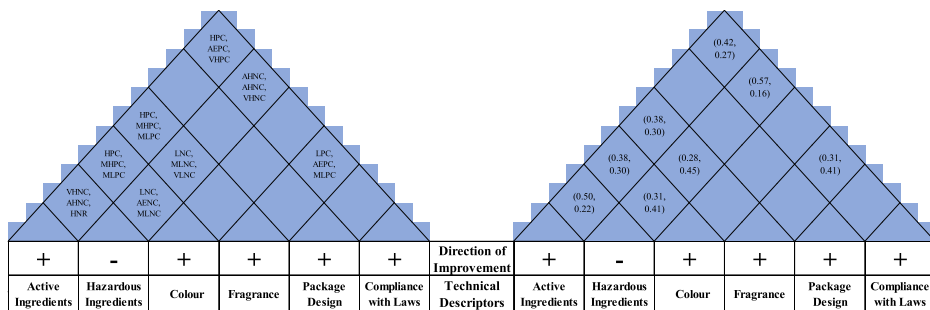 HPC,
AEPC,
VHPC
AHNC,
AHNC,
VHNC
HPC,
MHPC,
MLPC
HPC,
MHPC,
MLPC
LNC,
MLNC,
VLNC
LPC,
AEPC,
MLPC
VHNC,
AHNC,
HNR
LNC,
AENC,
MLNC
(0.42,
0.27)
(0.57,
0.16)
(0.38,
0.30)
(0.38,
0.30)
(0.28,
0.45)
(0.31,
0.41)
(0.50,
0.22)
(0.31,
0.41)
+ - + + + + Direction of Improvement + - + + + +
Active Ingredients
Hazardous Ingredients
Colour
Fragrance
Package Design
Compliance with Laws
Technical Descriptors
Active Ingredients
Hazardous Ingredients
Colour
Fragrance
Package Design
Compliance with Laws